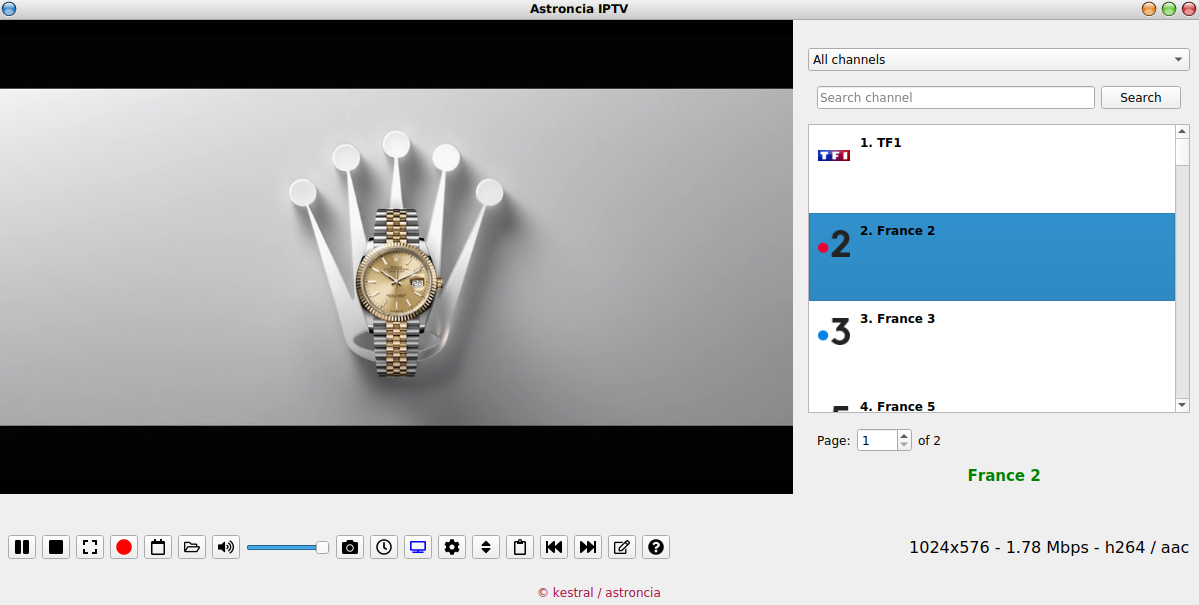 Astroncia IPTV
All channels
Search channel
Search
TF1
1. TF1
2
2. France 2
3
3. France 3
4. France 5
Page: 1 of 2
France 2
1024x576 - 1.78 Mbps - h264 / aac
© kestral / astroncia